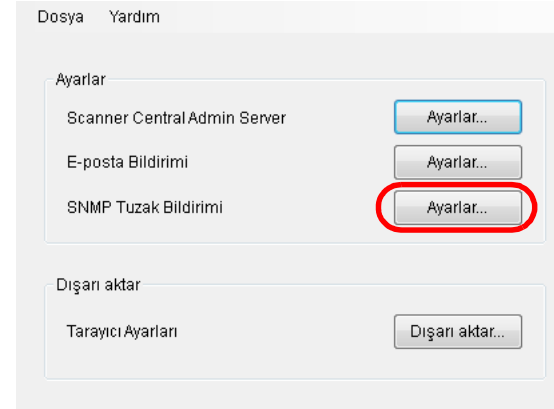 Dosya Yardım
Ayarlar
Scanner Central Admin Server Ayarlar...
E-posta Bildirimi Ayarlar...
SNMP Tuzak Bildirimi Ayarlar...
Dışarı aktar
Tarayıcı Ayarları Dışarı aktar...